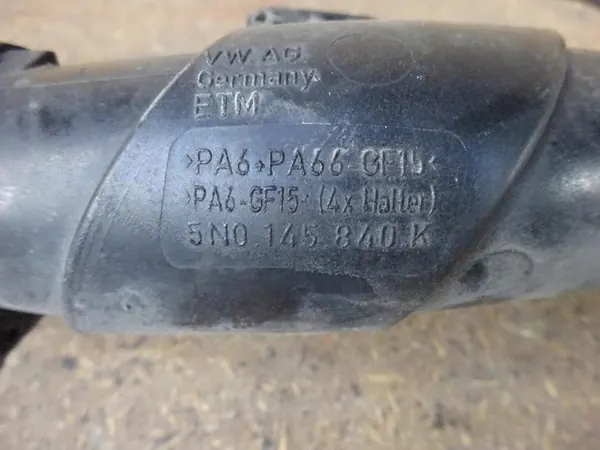 VW AG
Germany
ETM
>PA6+PA66-GF15<
>PA6-GF15< (4x Halter)
5N0.145.840.K